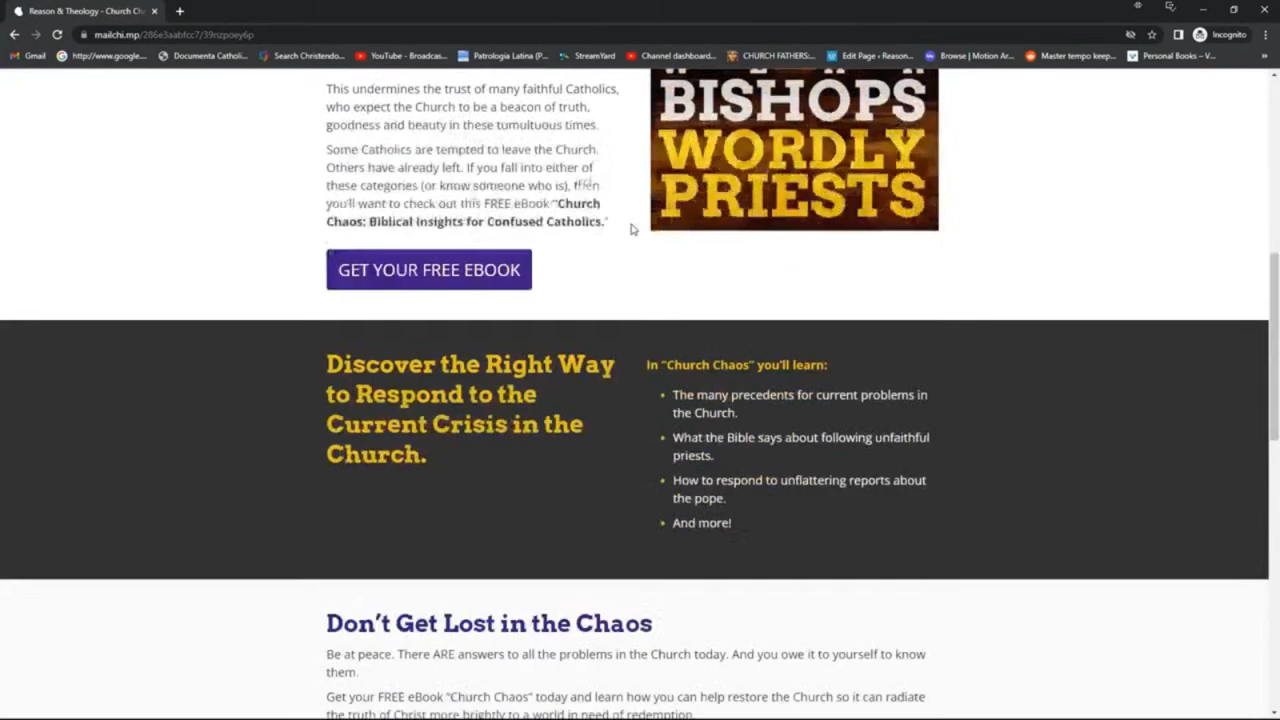 Reason & Theology - Church Ch
mailchi.mp/286e3aabfcc7/39nzpoey6p
Incognito
Gmail
http://www.google....
Documenta Catholi...
Search Christendo...
YouTube - Broadcas...
Patrologia Latina (P...
StreamYard
Channel dashboard...
CHURCH FATHERS:...
Edit Page ‹ Reason...
Browse | Motion Ar...
Master tempo keep...
Personal Books – V...
»
This undermines the trust of many faithful Catholics,
who expect the Church to be a beacon of truth,
goodness and beauty in these tumultuous times.
Some Catholics are tempted to leave the Church.
Others have already left. If you fall into either of
these categories (or know someone who is), then
you'll want to check out this FREE eBook "Church
Chaos: Biblical Insights for Confused Catholics."
GET YOUR FREE EBOOK
BISHOPS
WORDLY
PRIESTS
Discover the Right Way
to Respond to the
Current Crisis in the
Church.
In "Church Chaos" you'll learn:
• The many precedents for current problems in
the Church.
• What the Bible says about following unfaithful
priests.
• How to respond to unflattering reports about
the pope.
• And more!
Don't Get Lost in the Chaos
Be at peace. There ARE answers to all the problems in the Church today. And you owe it to yourself to know
them.
Get your FREE eBook "Church Chaos" today and learn how you can help restore the Church so it can radiate
the truth of Christ more brightly to a world in need of redemption.